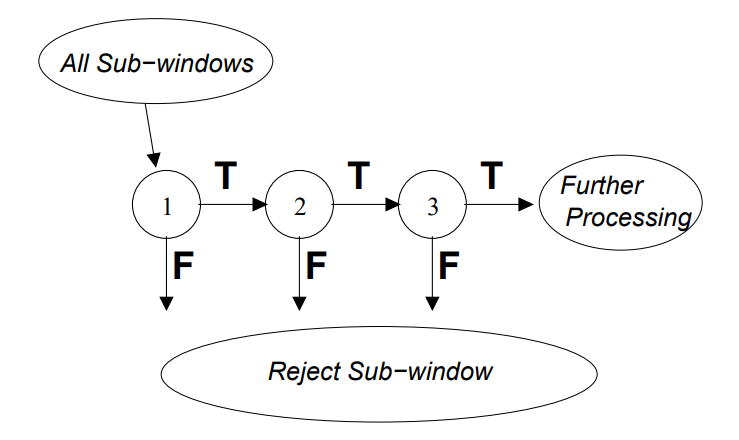 All Sub−windows
T
T
T
1
2
3
Further
Processing
F
F
F
Reject Sub−window